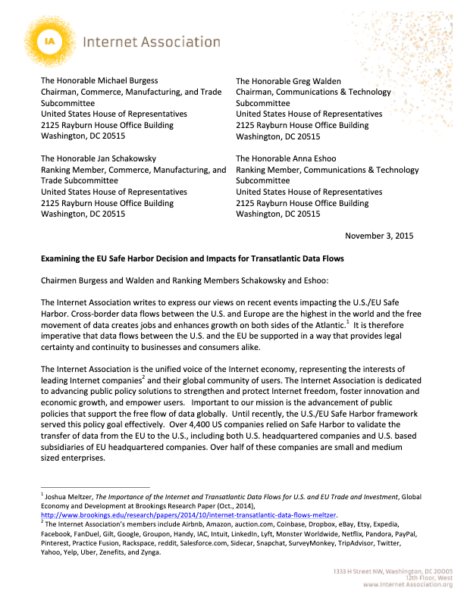 IA Internet Association
The Honorable Michael Burgess
Chairman, Commerce, Manufacturing, and Trade
Subcommittee
United States House of Representatives
2125 Rayburn House Office Building
Washington, DC 20515
The Honorable Greg Walden
Chairman, Communications & Technology
Subcommittee
United States House of Representatives
2125 Rayburn House Office Building
Washington, DC 20515
The Honorable Jan Schakowsky
Ranking Member, Commerce, Manufacturing, and
Trade Subcommittee
United States House of Representatives
2125 Rayburn House Office Building
Washington, DC 20515
The Honorable Anna Eshoo
Ranking Member, Communications & Technology
Subcommittee
United States House of Representatives
2125 Rayburn House Office Building
Washington, DC 20515
November 3, 2015
Examining the EU Safe Harbor Decision and Impacts for Transatlantic Data Flows
Chairmen Burgess and Walden and Ranking Members Schakowsky and Eshoo:
The Internet Association writes to express our views on recent events impacting the U.S./EU Safe
Harbor. Cross-border data flows between the U.S. and Europe are the highest in the world and the free
movement of data creates jobs and enhances growth on both sides of the Atlantic.1 It is therefore
imperative that data flows between the U.S. and the EU be supported in a way that provides legal
certainty and continuity to businesses and consumers alike.
The Internet Association is the unified voice of the Internet economy, representing the interests of
leading Internet companies2 and their global community of users. The Internet Association is dedicated
to advancing public policy solutions to strengthen and protect Internet freedom, foster innovation and
economic growth, and empower users. Important to our mission is the advancement of public
policies that support the free flow of data globally. Until recently, the U.S./EU Safe Harbor framework
served this policy goal effectively. Over 4,400 US companies relied on Safe Harbor to validate the
transfer of data from the EU to the U.S., including both U.S. headquartered companies and U.S. based
subsidiaries of EU headquartered companies. Over half of these companies are small and medium
sized enterprises.
1 Joshua Meltzer, The Importance of the Internet and Transatlantic Data Flows for U.S. and EU Trade and Investment, Global
Economy and Development at Brookings Research Paper (Oct., 2014),
http://www.brookings.edu/research/papers/2014/10/internet-transatlantic-data-flows-meltzer.
2 The Internet Association's members include Airbnb, Amazon, auction.com, Coinbase, Dropbox, eBay, Etsy, Expedia,
Facebook, FanDuel, Gilt, Google, Groupon, Handy, IAC, Intuit, LinkedIn, Lyft, Monster Worldwide, Netflix, Pandora, PayPal,
Pinterest, Practice Fusion, Rackspace, reddit, Salesforce.com, Sidecar, Snapchat, SurveyMonkey, TripAdvisor, Twitter,
Yahoo, Yelp, Uber, Zenefits, and Zynga.
1333 H Street NW, Washington, DC 20005
12th Floor, West
www.internetassociation.org